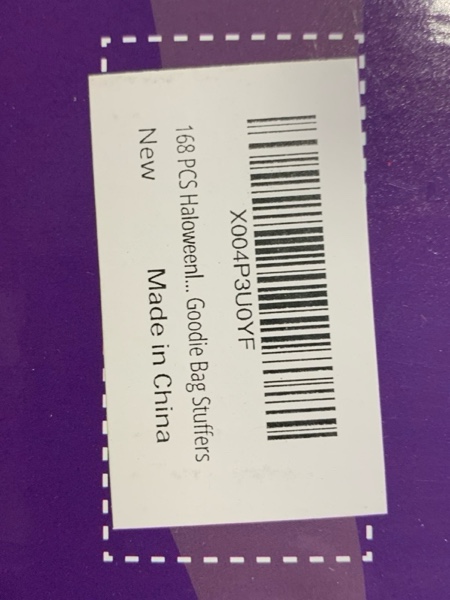 X004P3U0YF
168 PCS Haloweenl... Goodie Bag Stuffers
New
Made in China